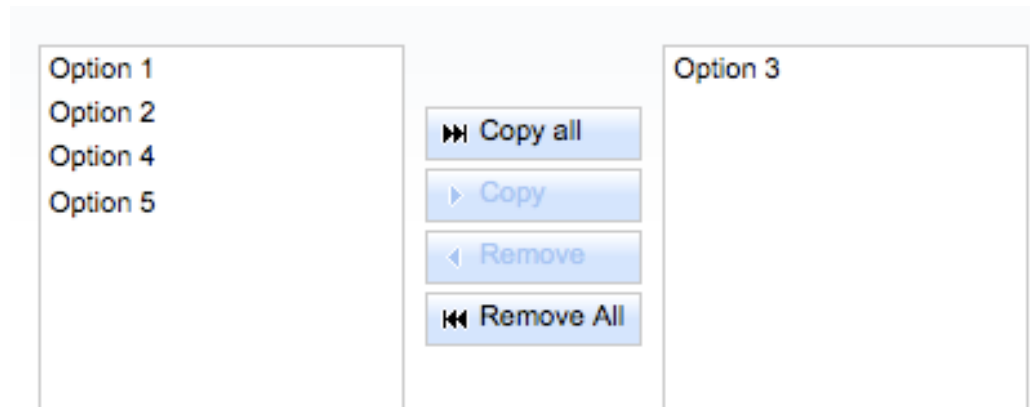 Option 1
Option 2
Option 4
Option 5
Copy all
Copy
Remove
Remove All
Option 3